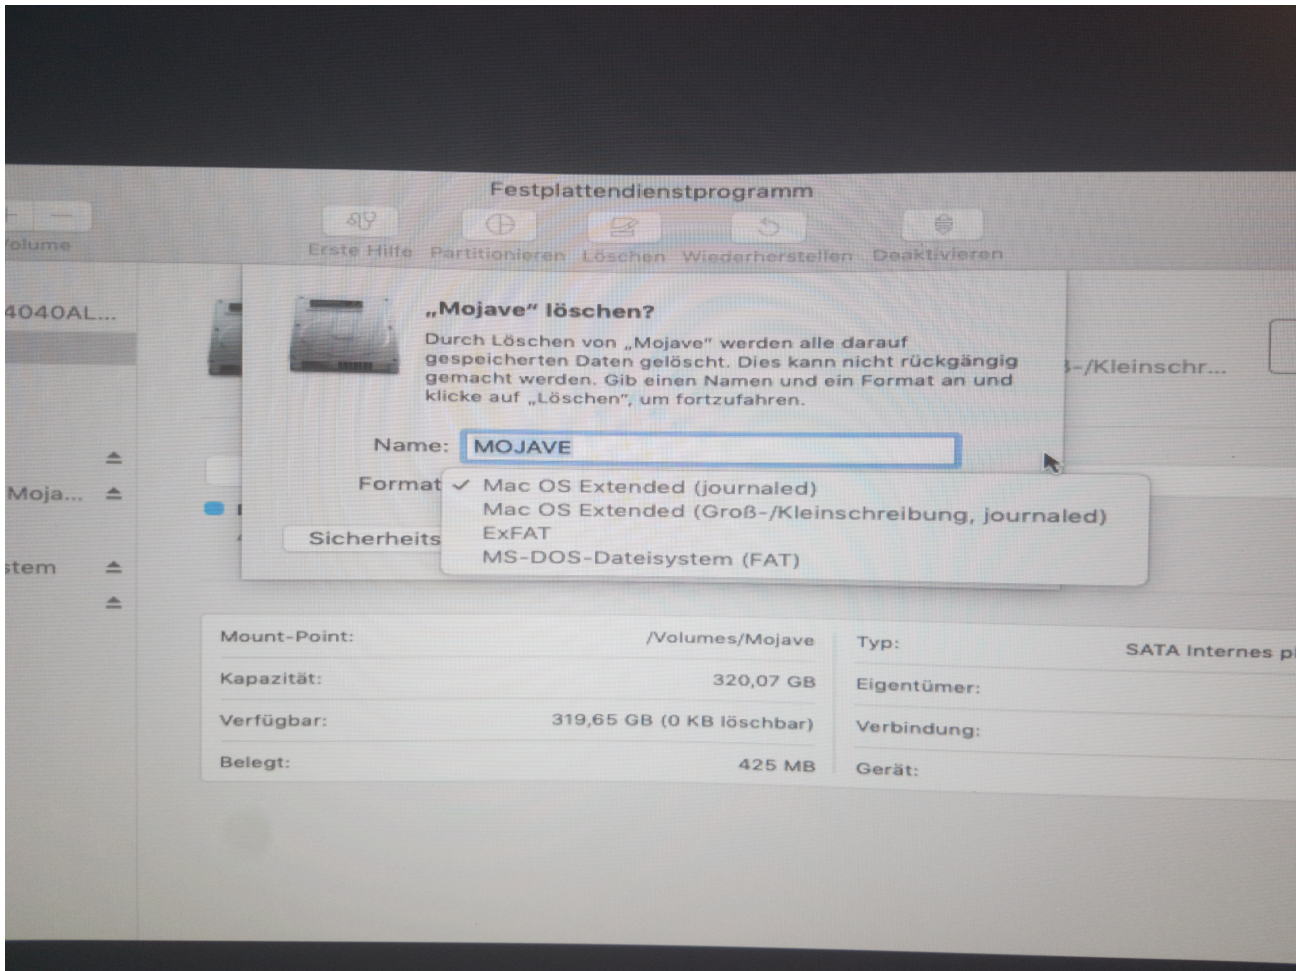 Festplattendienstprogramm
Volume
Erste Hilfe Partitionieren Löschen Wiederherstellen Deaktivieren
4040AL...
„Mojave“ löschen?
Durch Löschen von „Mojave“ werden alle darauf
gespeicherten Daten gelöscht. Dies kann nicht rückgängig
gemacht werden. Gib einen Namen und ein Format an und
klicke auf „Löschen“, um fortzufahren.
ß-/Kleinschr...
Name: MOJAVE
Format
✓ Mac OS Extended (journaled)
Mac OS Extended (Groß-/Kleinschreibung, journaled)
ExFAT
MS-DOS-Dateisystem (FAT)
Sicherheits
Moja...
stem
Mount-Point: /Volumes/Mojave
Kapazität: 320,07 GB
Verfügbar: 319,65 GB (0 KB löschbar)
Belegt: 425 MB
Typ: SATA Internes
Eigentümer:
Verbindung:
Gerät: